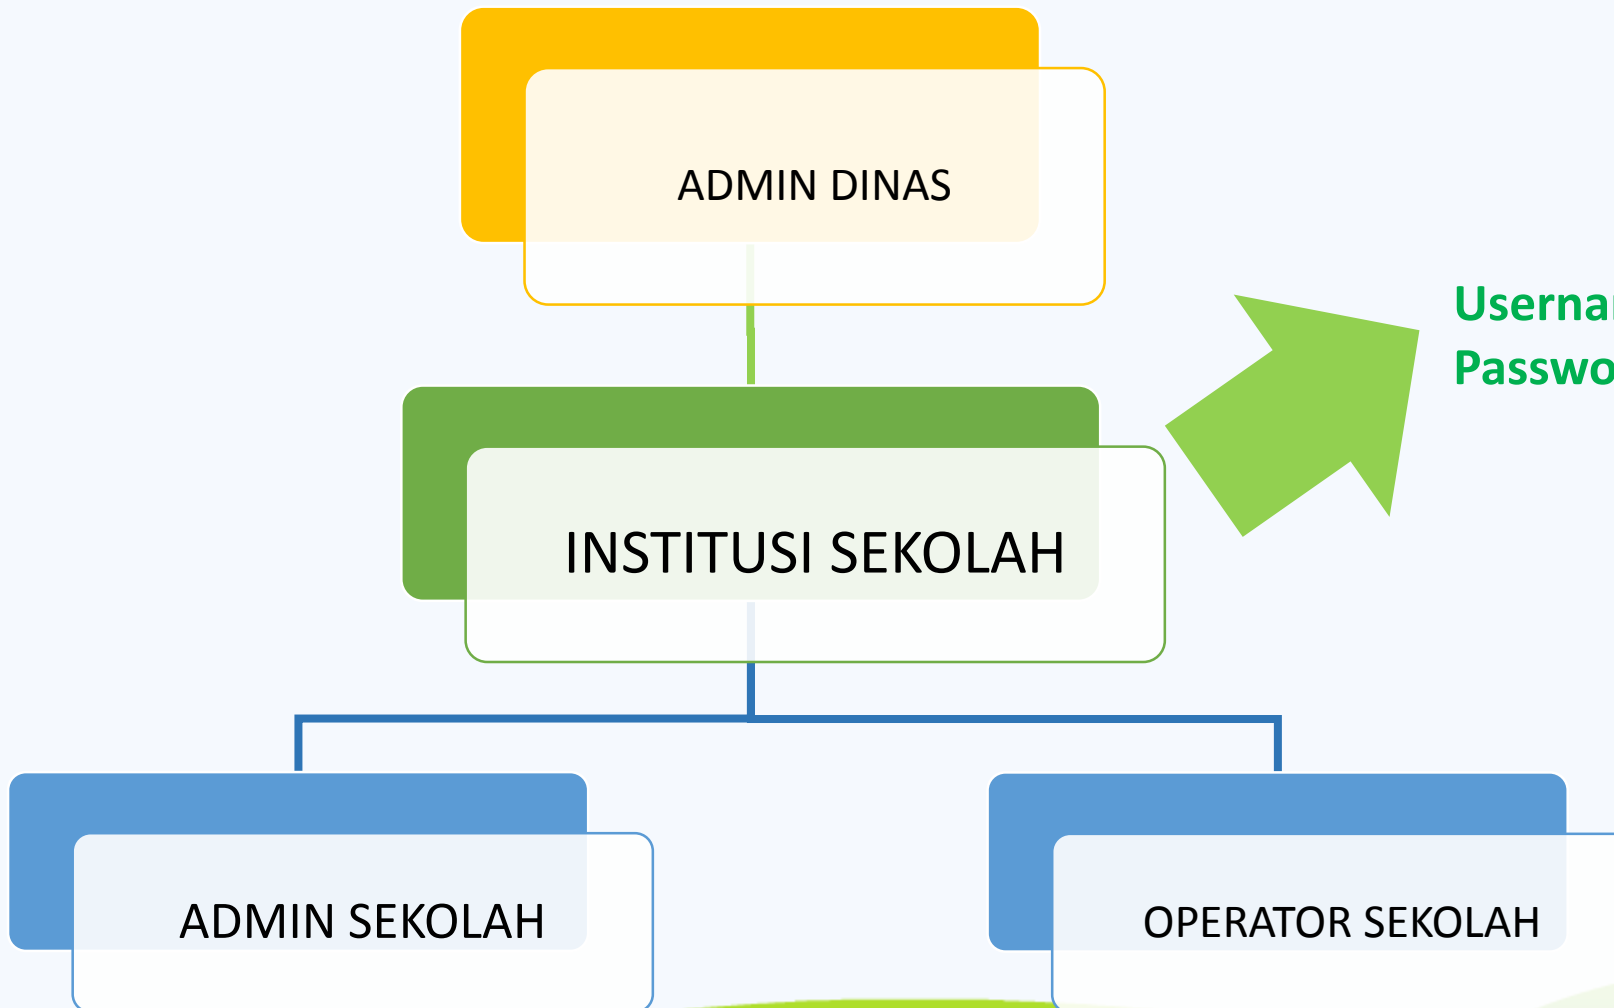 ADMIN DINAS
INSTITUSI SEKOLAH
ADMIN SEKOLAH
OPERATOR SEKOLAH